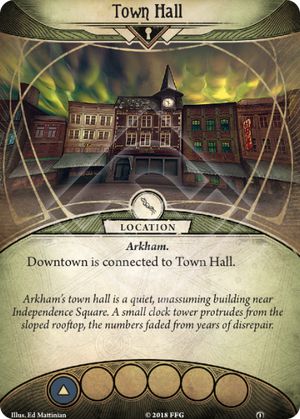 Town Hall
LOCATION
Arkham.
Downtown is connected to Town Hall.
Arkham's town hall is a quiet, unassuming building near
Independence Square. A small clock tower protrudes from the
sloped rooftop, the numbers faded from years of disrepair.
Illus. Ed Mattinian
© 2018 FFG